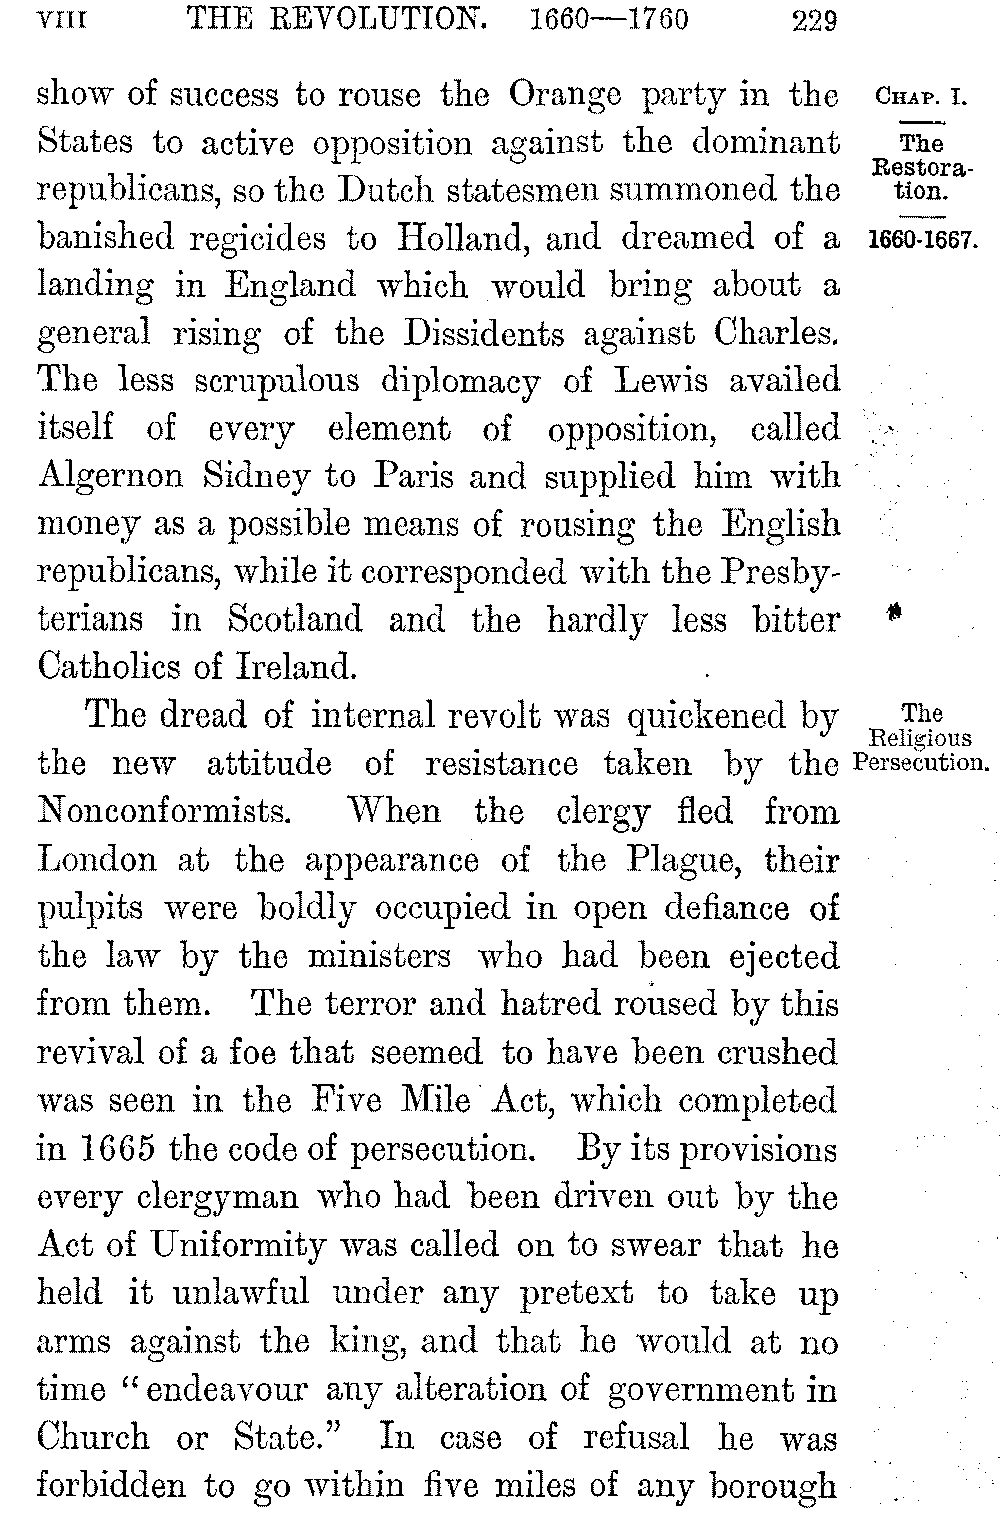 VIII THE REVOLUTION. 1660—1760 229
show of success to rouse the Orange party in the
States to active opposition against the dominant
republicans, so the Dutch statesmen summoned the
banished regicides to Holland, and dreamed of a
landing in England which would bring about a
general rising of the Dissidents against Charles.
The less scrupulous diplomacy of Lewis availed
itself of every element of opposition, called
Algernon Sidney to Paris and supplied him with
money as a possible means of rousing the English
republicans, while it corresponded with the Presby-
terians in Scotland and the hardly less bitter
Catholics of Ireland.
The dread of internal revolt was quickened by
the new attitude of resistance taken by the
Nonconformists. When the clergy fled from
London at the appearance of the Plague, their
pulpits were boldly occupied in open defiance of
the law by the ministers who had been ejected
from them. The terror and hatred roused by this
revival of a foe that seemed to have been crushed
was seen in the Five Mile Act, which completed
in 1665 the code of persecution. By its provisions
every clergyman who had been driven out by the
Act of Uniformity was called on to swear that he
held it unlawful under any pretext to take up
arms against the king, and that he would at no
time "endeavour any alteration of government in
Church or State." In case of refusal he was
forbidden to go within five miles of any borough
CHAP. I.
The
Restora-
tion.
1660-1667.
The
Religious
Persecution.